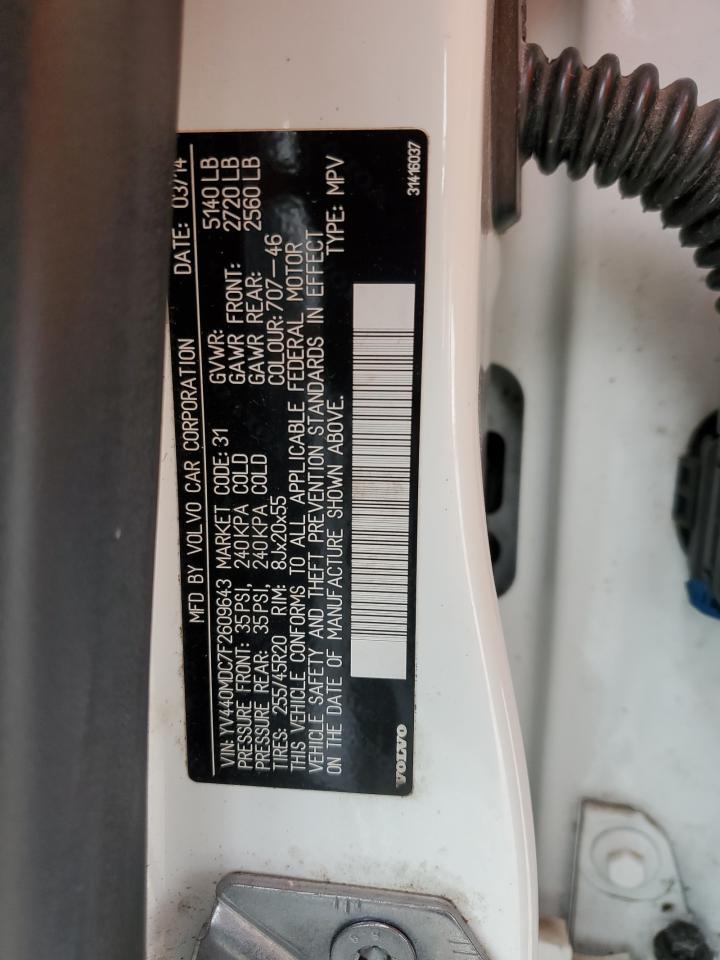 MFD BY VOLVO CAR CORPORATION DATE: 03/14
VIN: YV440MDC7F2609643 MARKET CODE: 31 GVWR: 5140 LB
PRESSURE FRONT: 35PSI, 240KPA COLD GAWR FRONT: 2720 LB
PRESSURE REAR: 35PSI, 240KPA COLD GAWR REAR: 2560 LB
TIRES: 255/45R20 RIM: 8Jx20x55 COLOUR: 707-46
THIS VEHICLE CONFORMS TO ALL APPLICABLE FEDERAL MOTOR
VEHICLE SAFETY AND THEFT PREVENTION STANDARDS IN EFFECT
ON THE DATE OF MANUFACTURE SHOWN ABOVE. TYPE: MPV
VOLVO
31416037